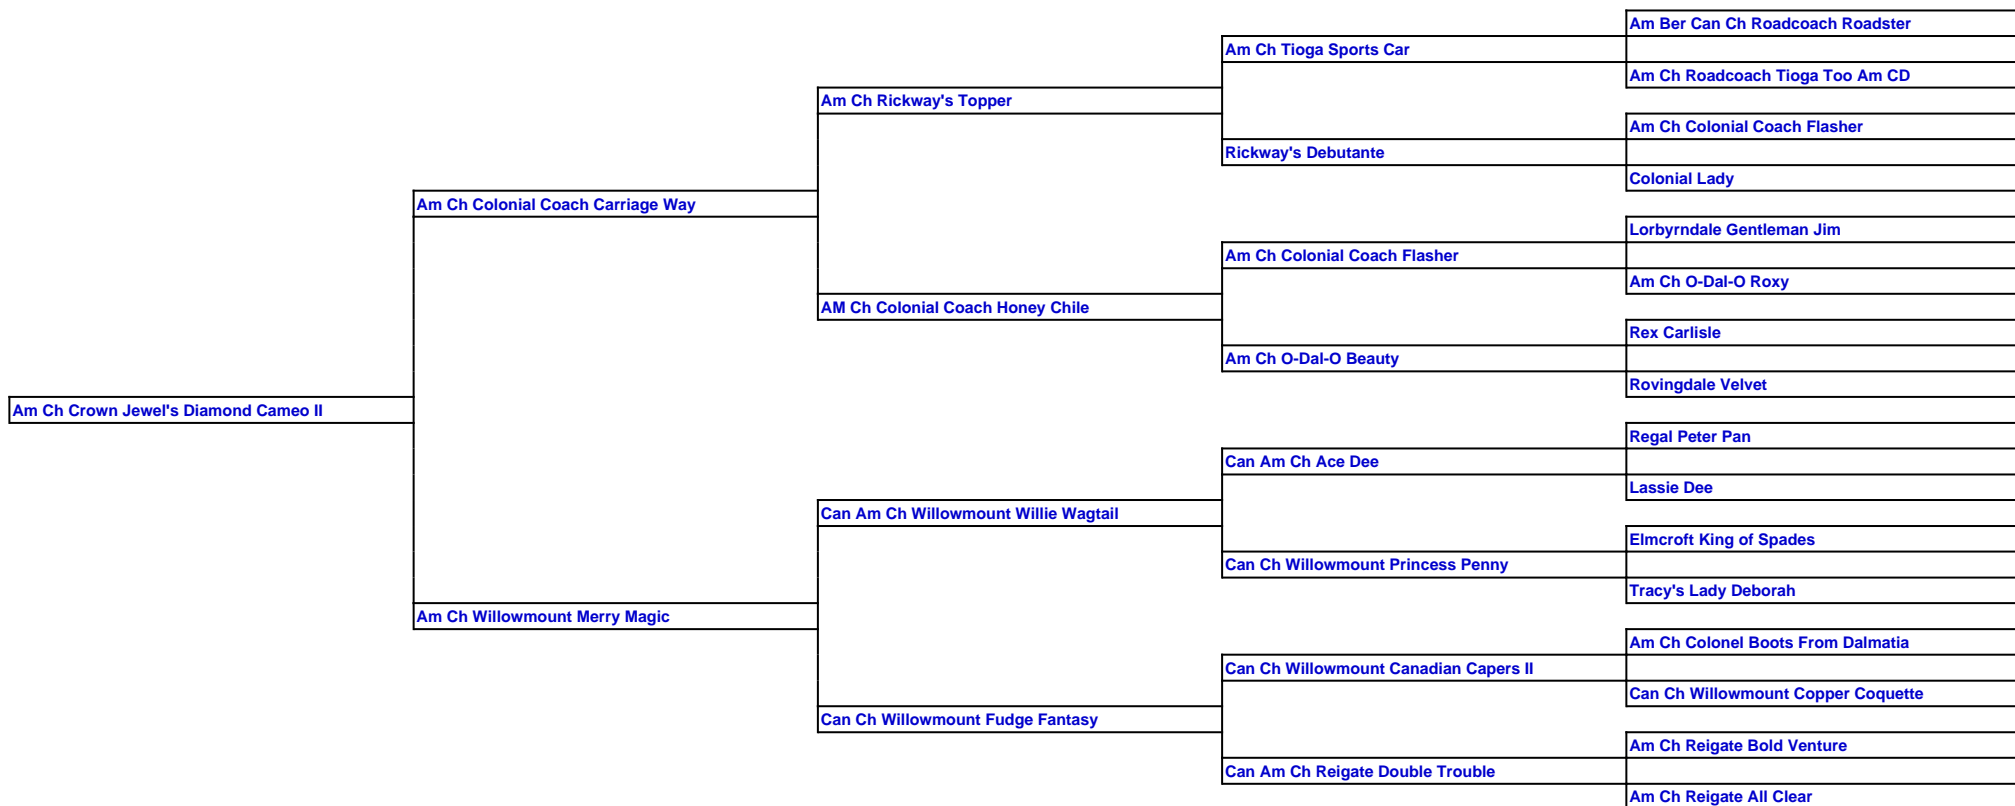 Am Ber Can Ch Roadcoach Roadster
Am Ch Tioga Sports Car
Am Ch Roadcoach Tioga Too Am CD
Am Ch Rickway's Topper
Am Ch Colonial Coach Flasher
Rickway's Debutante
Colonial Lady
Am Ch Colonial Coach Carriage Way
Lorbyrndale Gentleman Jim
Am Ch Colonial Coach Flasher
Am Ch O-Dal-O Roxy
AM Ch Colonial Coach Honey Chile
Rex Carlisle
Am Ch O-Dal-O Beauty
Rovingdale Velvet
Am Ch Crown Jewel's Diamond Cameo II
Regal Peter Pan
Can Am Ch Ace Dee
Lassie Dee
Can Am Ch Willowmount Willie Wagtail
Elmcroft King of Spades
Can Ch Willowmount Princess Penny
Tracy's Lady Deborah
Am Ch Willowmount Merry Magic
Am Ch Colonel Boots From Dalmatia
Can Ch Willowmount Canadian Capers II
Can Ch Willowmount Copper Coquette
Can Ch Willowmount Fudge Fantasy
Am Ch Reigate Bold Venture
Can Am Ch Reigate Double Trouble
Am Ch Reigate All Clear